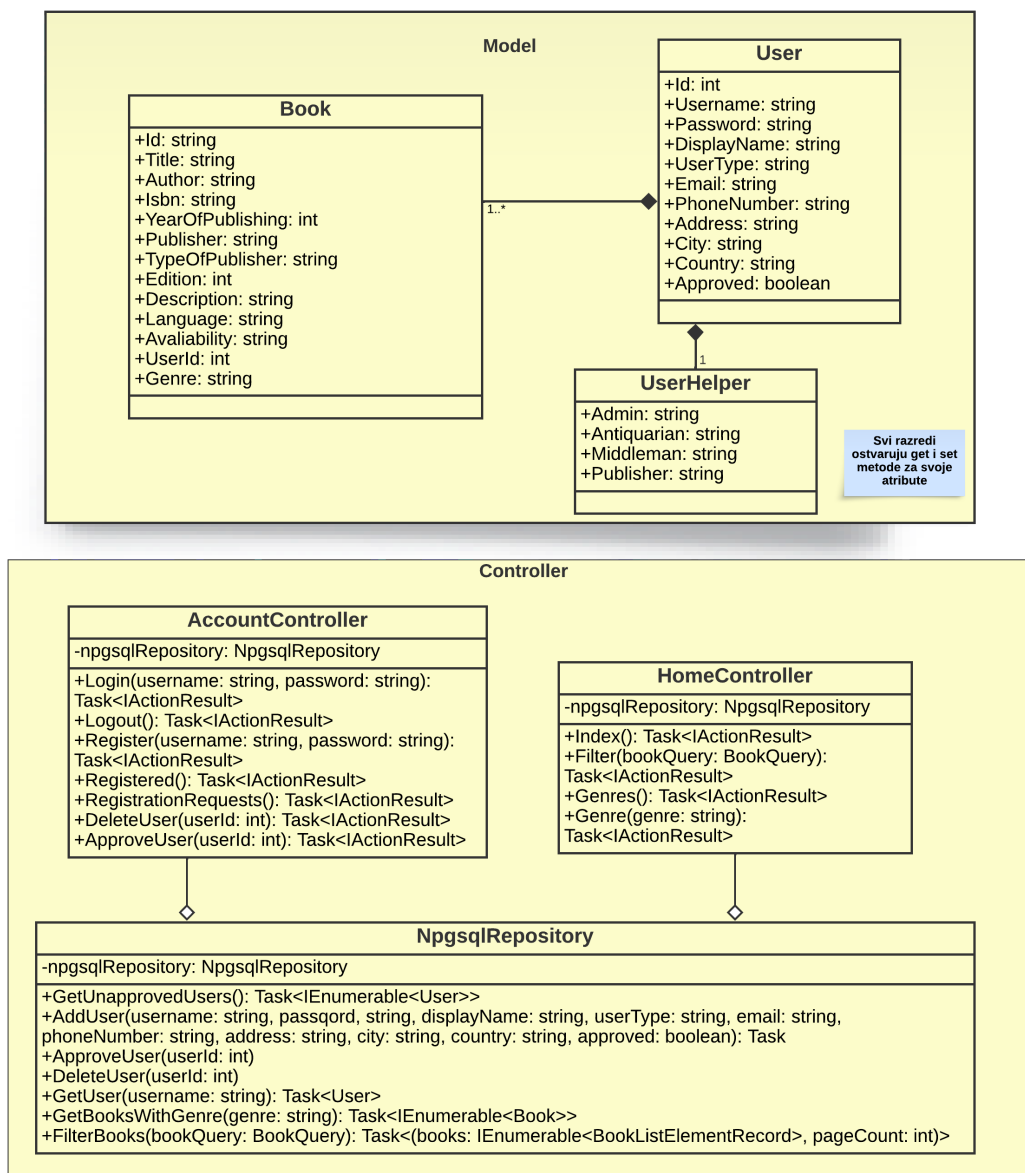 Model
User
+Id: int
+Username: string
+Password: string
+DisplayName: string
+UserType: string
+Email: string
+PhoneNumber: string
+Address: string
+City: string
+Country: string
+Approved: boolean
Book
+Id: string
+Title: string
+Author: string
+Isbn: string
+YearOfPublishing: int
+Publisher: string
+TypeOfPublisher: string
+Edition: int
+Description: string
+Language: string
+Avaliability: string
+UserId: int
+Genre: string
1..*
1
UserHelper
+Admin: string
+Antiquarian: string
+Middleman: string
+Publisher: string
Svi razredi
ostvaruju get i set
metode za svoje
atribute
Controller
AccountController
-npgsqlRepository: NpgsqlRepository
+Login(username: string, password: string):
Task<IActionResult>
+Logout(): Task<IActionResult>
+Register(username: string, password: string):
Task<IActionResult>
+Registered(): Task<IActionResult>
+RegistrationRequests(): Task<IActionResult>
+DeleteUser(userId: int): Task<IActionResult>
+ApproveUser(userId: int): Task<IActionResult>
HomeController
-npgsqlRepository: NpgsqlRepository
+Index(): Task<IActionResult>
+Filter(bookQuery: BookQuery):
Task<IActionResult>
+Genres(): Task<IActionResult>
+Genre(genre: string):
Task<IActionResult>
NpgsqlRepository
-npgsqlRepository: NpgsqlRepository
+GetUnapprovedUsers(): Task<IEnumerable<User>>
+AddUser(username: string, passqord, string, displayName: string, userType: string, email: string,
phoneNumber: string, address: string, city: string, country: string, approved: boolean): Task
+ApproveUser(userId: int)
+DeleteUser(userId: int)
+GetUser(username: string): Task<User>
+GetBooksWithGenre(genre: string): Task<IEnumerable<Book>>
+FilterBooks(bookQuery: BookQuery): Task<(books: IEnumerable<BookListElementRecord>, pageCount: int)>